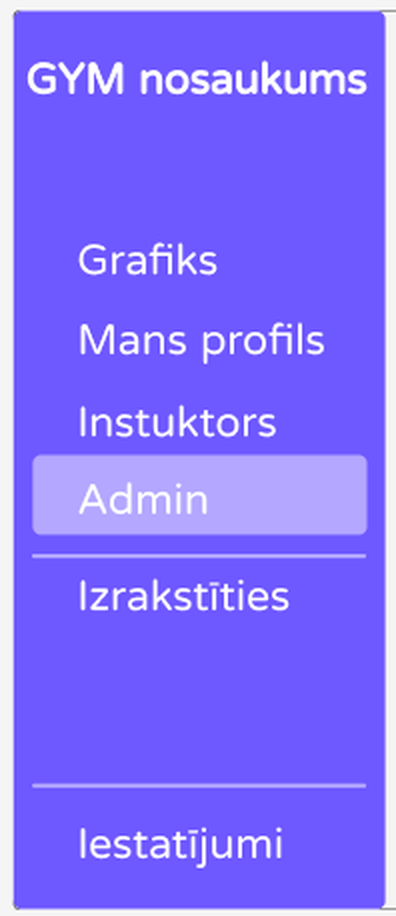 GYM nosaukums
Grafiks
Mans profils
Instuktors
Admin
Izrakstīties
Iestatījumi